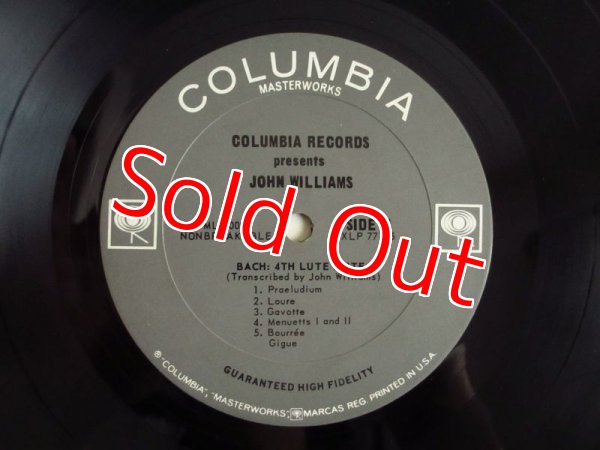 COLUMBIA
MASTERWORKS
COLUMBIA RECORDS
presents
JOHN WILLIAMS
SIDE
NONBREAKABLE
XLP
BACH: 4TH LUTE
(Transcribed by John Williams)
1. Praeludium
2. Loure
3. Gavotte
4. Menuetts I and II
5. Bourrée
Gigue
GUARANTEED HIGH FIDELITY
® "COLUMBIA", "MASTERWORKS", MARCAS REG. PRINTED IN U.S.A.
Sold Out